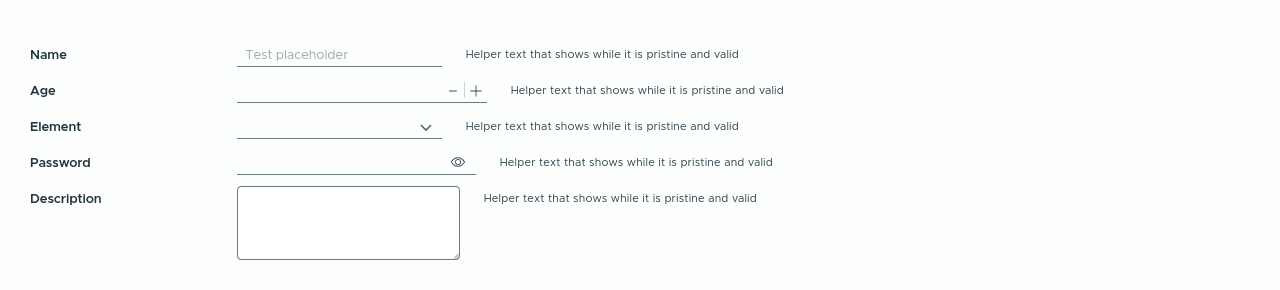 Name Test placeholder Helper text that shows while it is pristine and valid
Age Helper text that shows while it is pristine and valid
Element Helper text that shows while it is pristine and valid
Password Helper text that shows while it is pristine and valid
Description Helper text that shows while it is pristine and valid